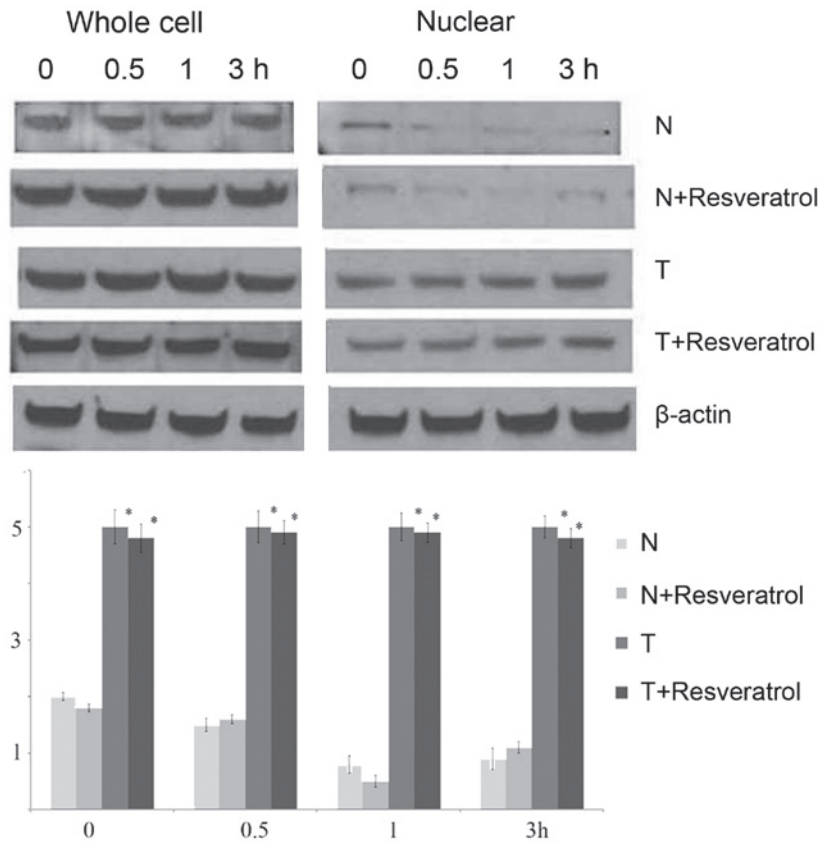 Whole cell Nuclear
0 0.5 1 3 h 0 0.5 1 3 h
N
N+Resveratrol
T
T+Resveratrol
β-actin
5
3
1
* * * * * * * *
0 0.5 1 3h
N
N+Resveratrol
T
T+Resveratrol